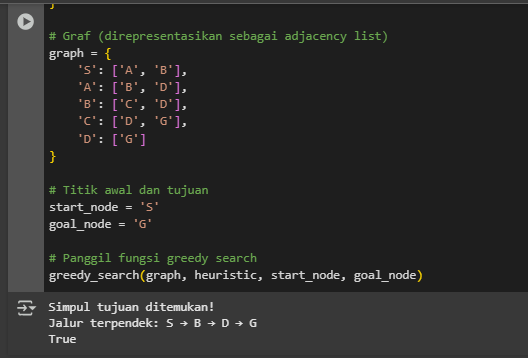 }
# Graf (direpresentasikan sebagai adjacency list)
graph = {
    'S': ['A', 'B'],
    'A': ['B', 'D'],
    'B': ['C', 'D'],
    'C': ['D', 'G'],
    'D': ['G']
}
# Titik awal dan tujuan
start_node = 'S'
goal_node = 'G'
# Panggil fungsi greedy search
greedy_search(graph, heuristic, start_node, goal_node)
Simpul tujuan ditemukan!
Jalur terpendek: S → B → D → G
True